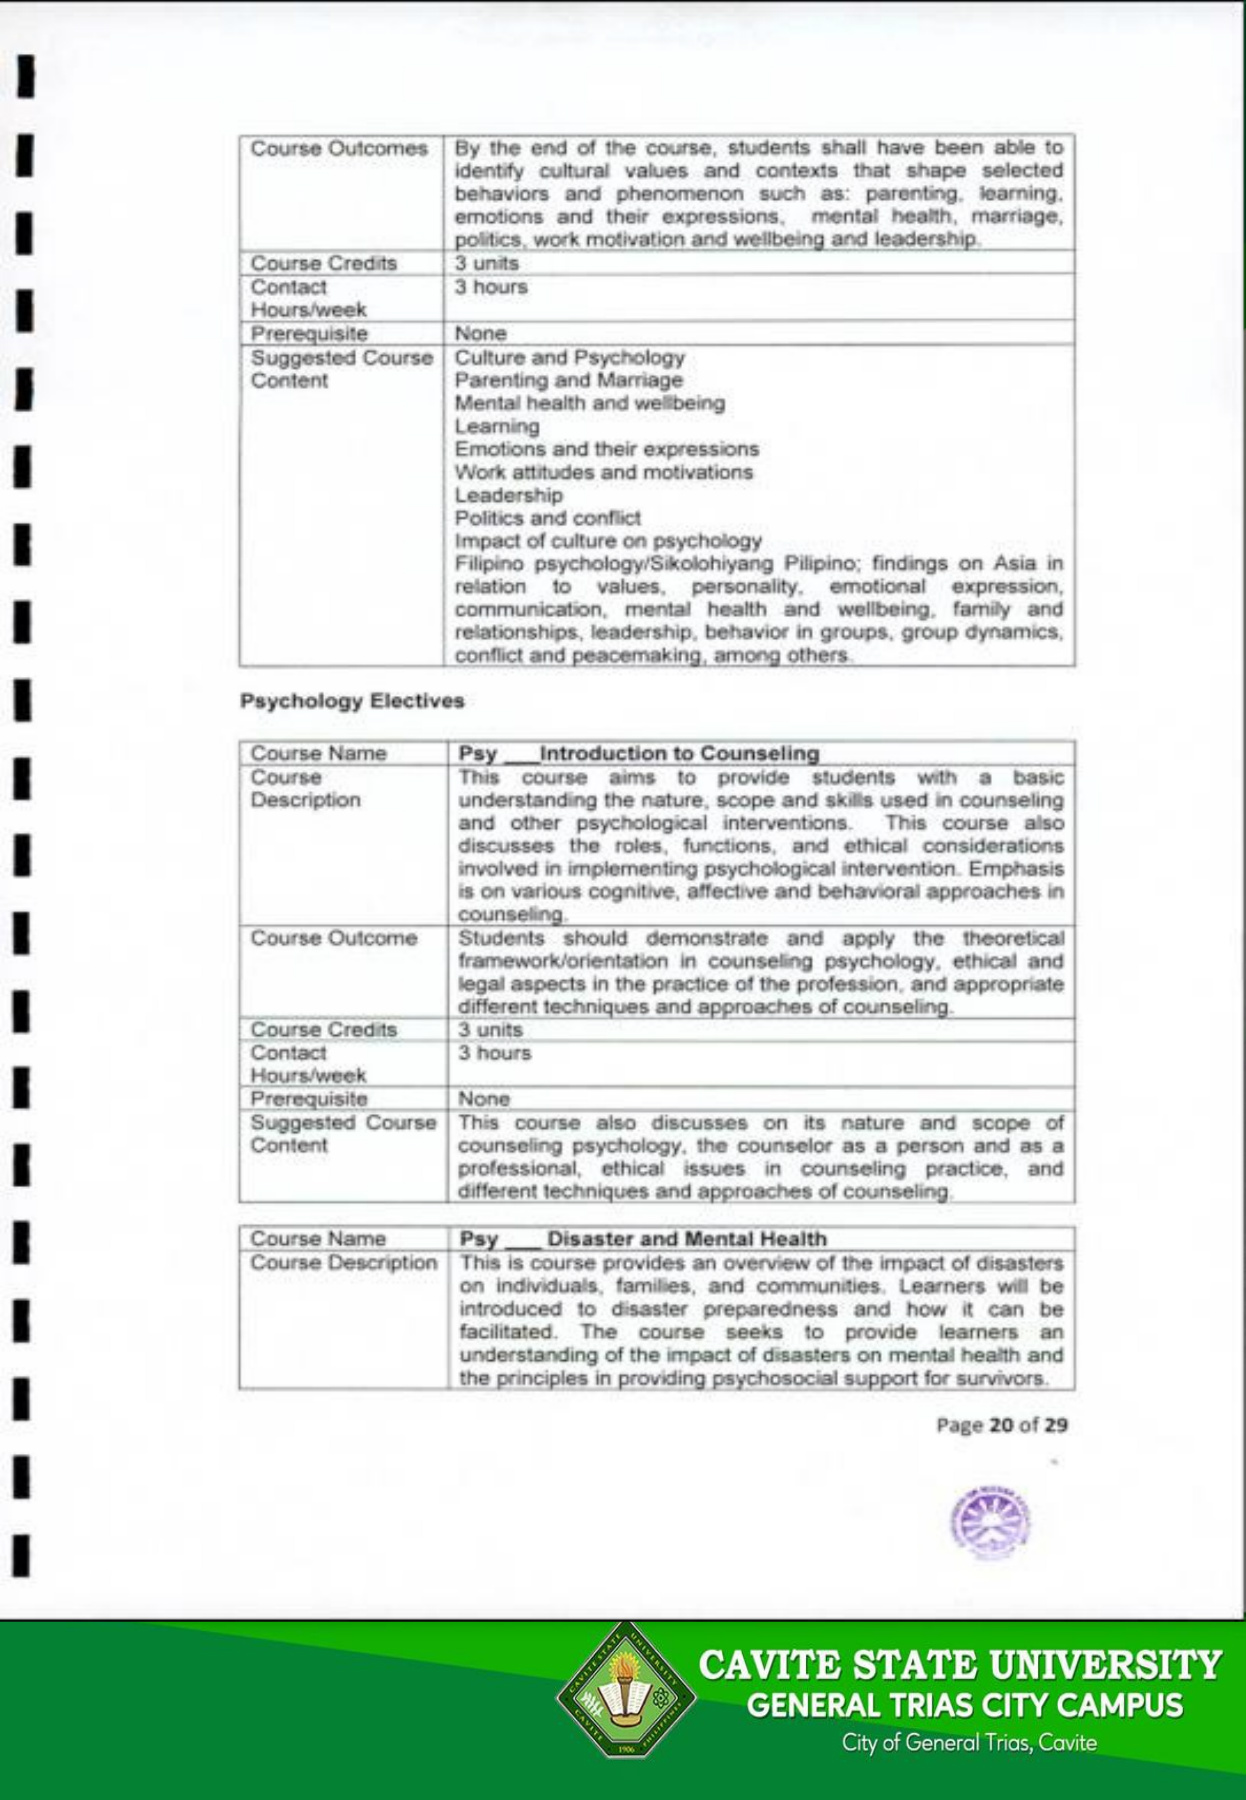 Course Outcomes
By the end of the course, students shall have been able to
identify cultural values and contexts that shape selected
behaviors and phenomenon such as: parenting, learning,
emotions and their expressions, mental health, marriage,
politics, work motivation and wellbeing and leadership.
Course Credits
3 units
Contact
Hours/week
3 hours
Prerequisite
None
Suggested Course
Content
Culture and Psychology
Parenting and Marriage
Mental health and wellbeing
Learning
Emotions and their expressions
Work attitudes and motivations
Leadership
Politics and conflict
Impact of culture on psychology
Filipino psychology/Sikolohiyang Pilipino; findings on Asia in
relation to values, personality, emotional expression,
communication, mental health and wellbeing, family and
relationships, leadership, behavior in groups, group dynamics,
conflict and peacemaking, among others.
Psychology Electives
Course Name
Psy ___Introduction to Counseling
Course
Description
This course aims to provide students with a basic
understanding the nature, scope and skills used in counseling
and other psychological interventions. This course also
discusses the roles, functions, and ethical considerations
involved in implementing psychological intervention. Emphasis
is on various cognitive, affective and behavioral approaches in
counseling.
Course Outcome
Students should demonstrate and apply the theoretical
framework/orientation in counseling psychology, ethical and
legal aspects in the practice of the profession, and appropriate
different techniques and approaches of counseling.
Course Credits
3 units
Contact
Hours/week
3 hours
Prerequisite
None
Suggested Course
Content
This course also discusses on its nature and scope of
counseling psychology, the counselor as a person and as a
professional, ethical issues in counseling practice, and
different techniques and approaches of counseling.
Course Name
Psy ___ Disaster and Mental Health
Course Description
This is course provides an overview of the impact of disasters
on individuals, families, and communities. Learners will be
introduced to disaster preparedness and how it can be
facilitated. The course seeks to provide learners an
understanding of the impact of disasters on mental health and
the principles in providing psychosocial support for survivors.
Page 20 of 29
CAVITE STATE UNIVERSITY
CAVITE PHILIPPINES
1906
CAVITE STATE UNIVERSITY
GENERAL TRIAS CITY CAMPUS
City of General Trias, Cavite